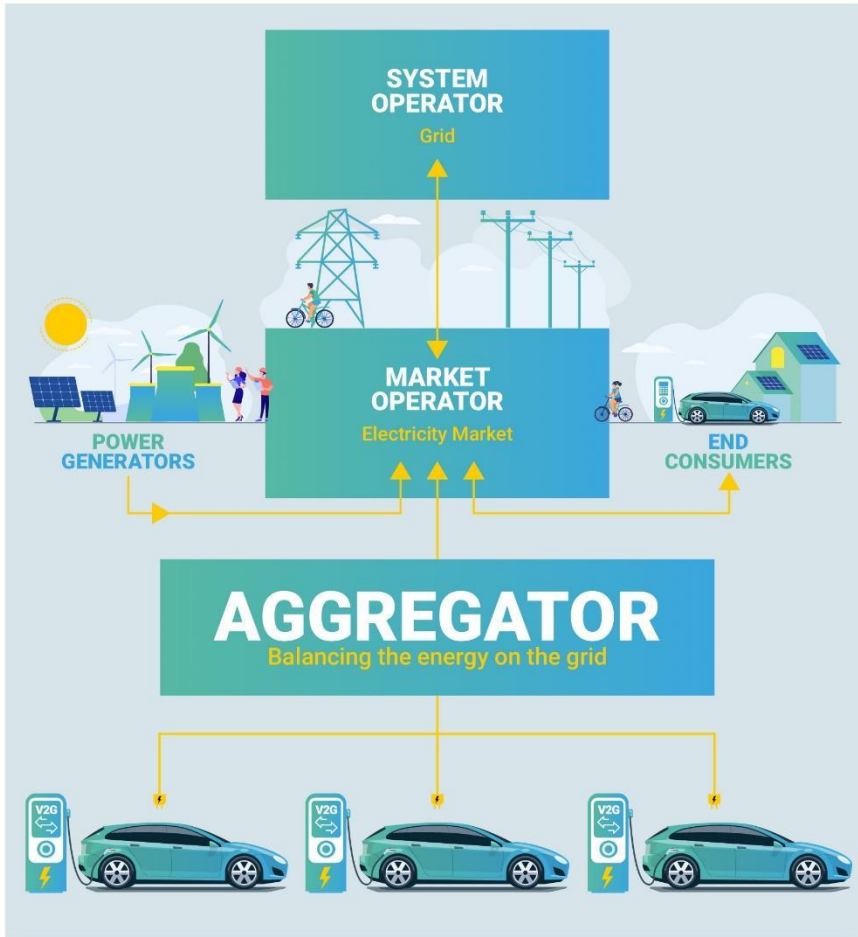 SYSTEM
OPERATOR
Grid
MARKET
OPERATOR
Electricity Market
POWER
GENERATORS
END
CONSUMERS
AGGREGATOR
Balancing the energy on the grid
V2G
V2G
V2G